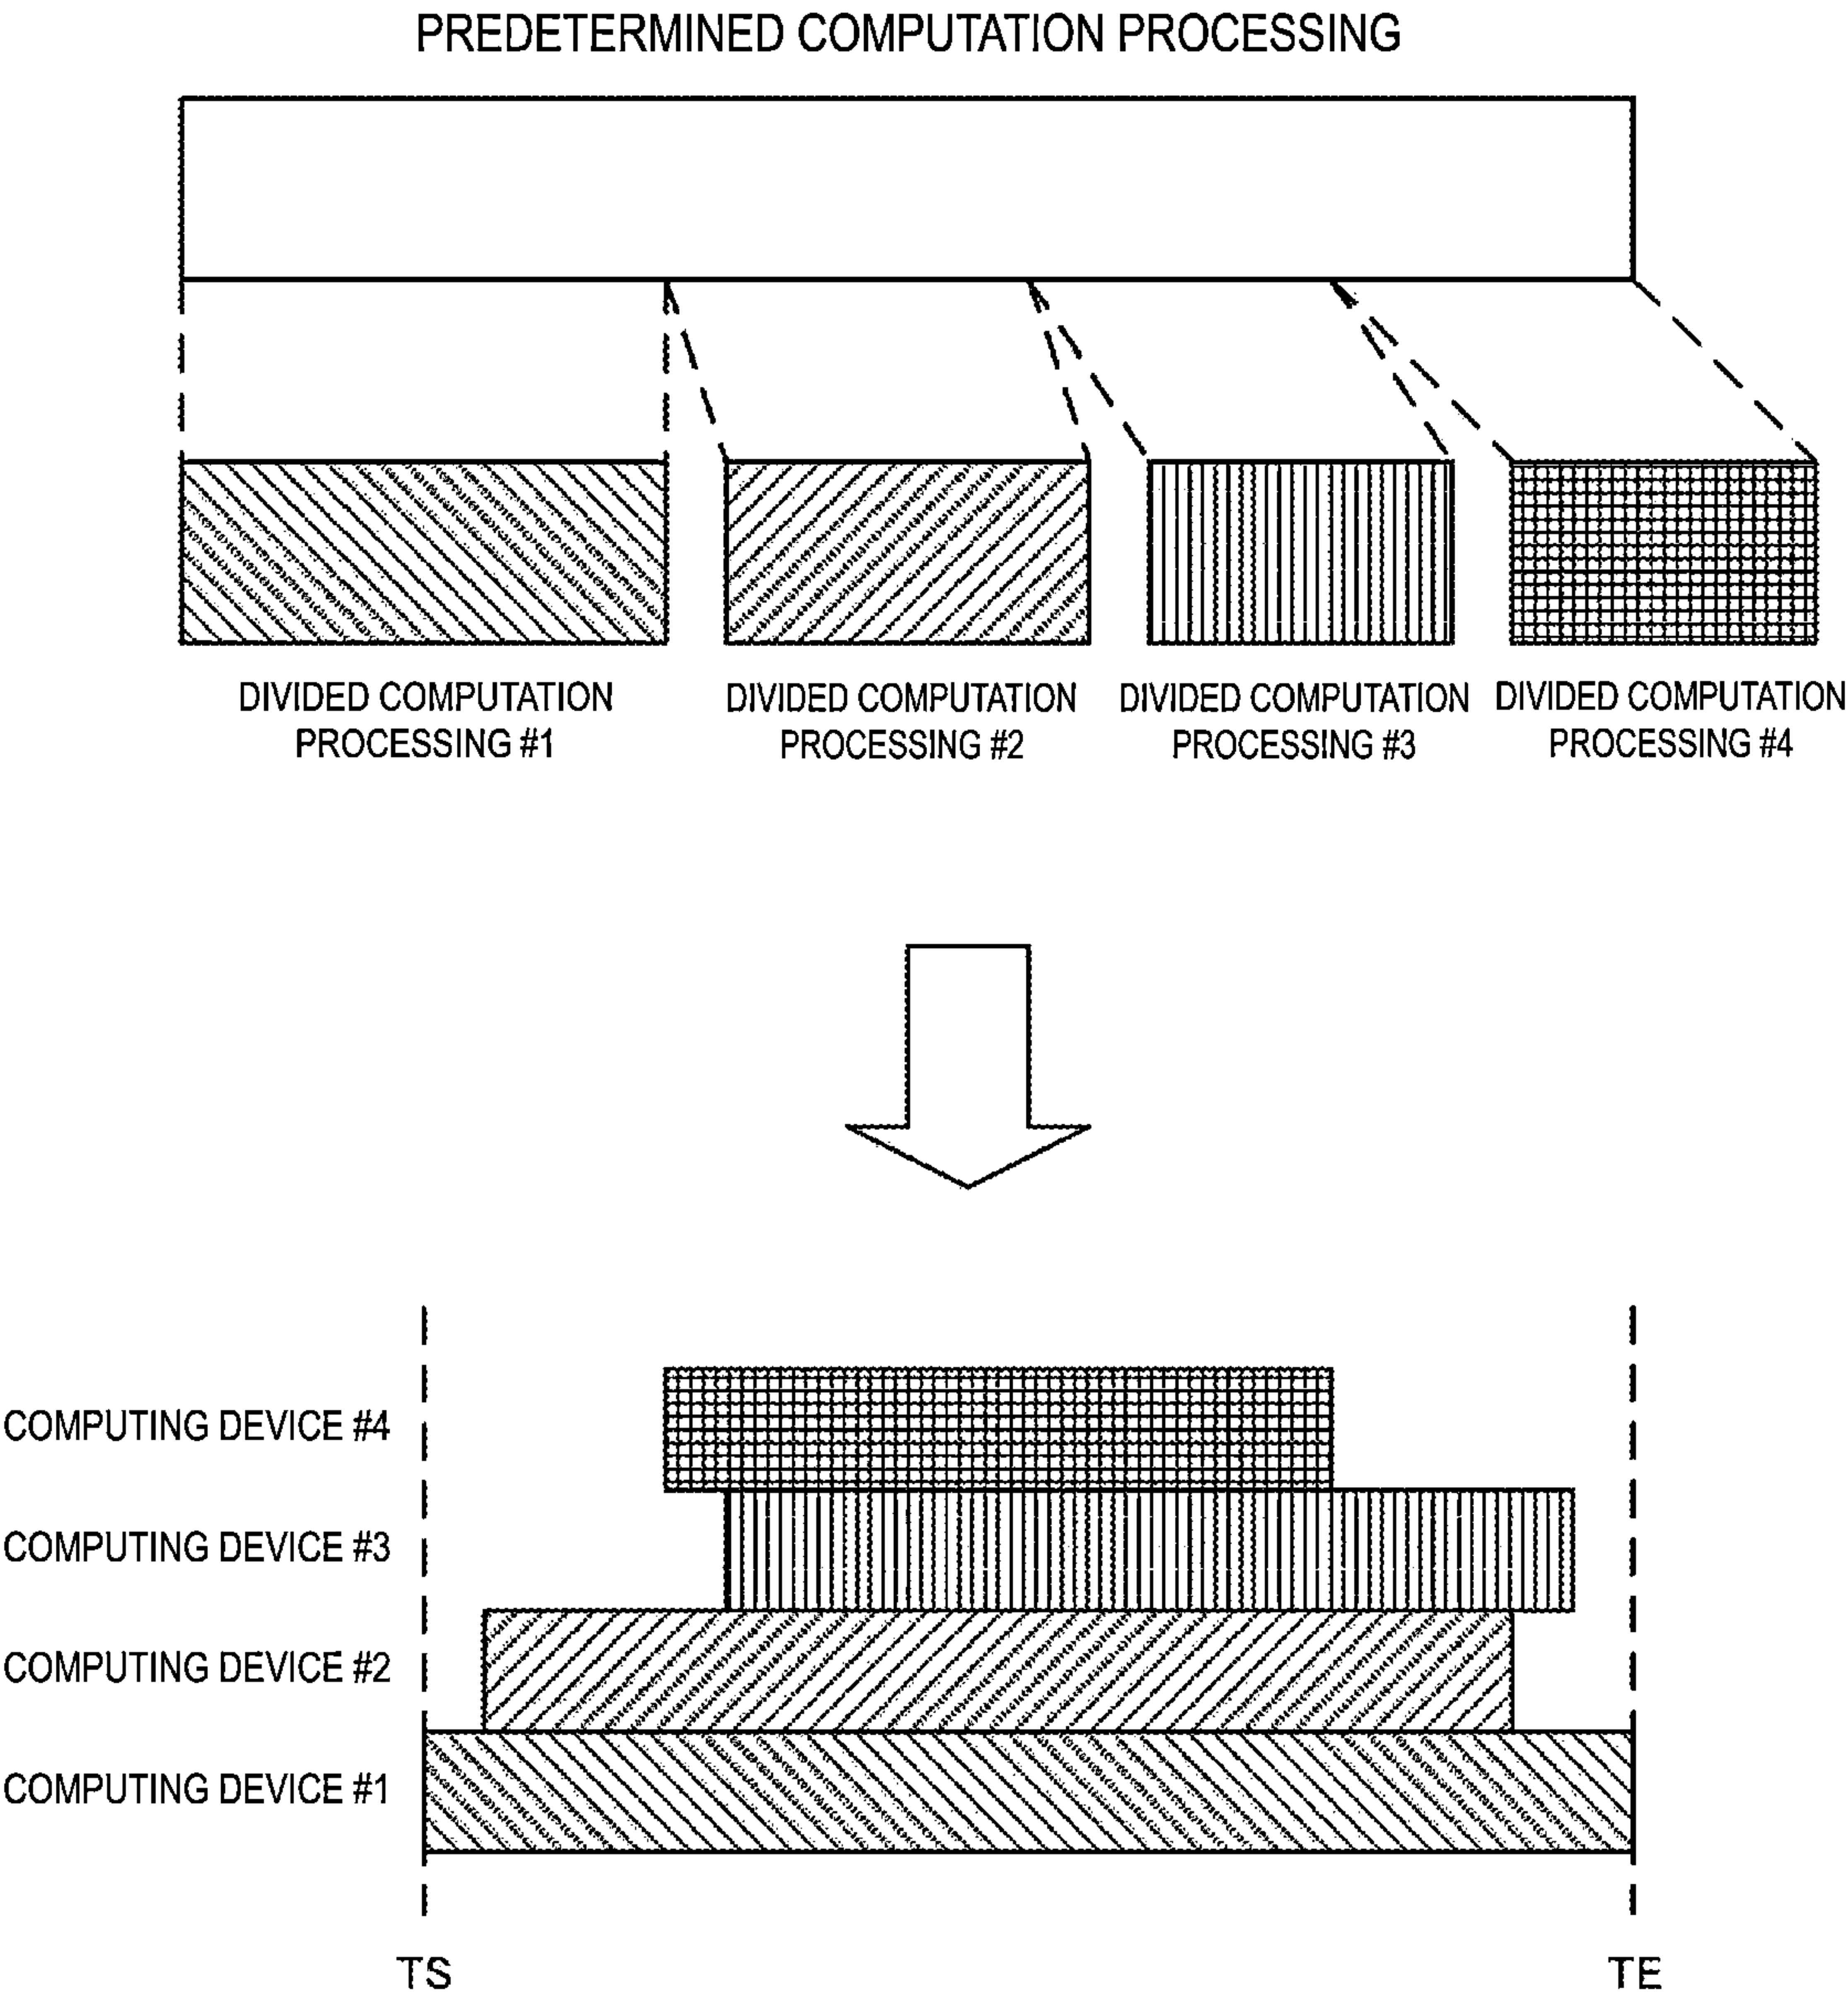 PREDETERMINED COMPUTATION PROCESSING
DIVIDED COMPUTATION
PROCESSING #1
DIVIDED COMPUTATION
PROCESSING #2
DIVIDED COMPUTATION
PROCESSING #3
DIVIDED COMPUTATION
PROCESSING #4
COMPUTING DEVICE #4
COMPUTING DEVICE #3
COMPUTING DEVICE #2
COMPUTING DEVICE #1
TS
TE